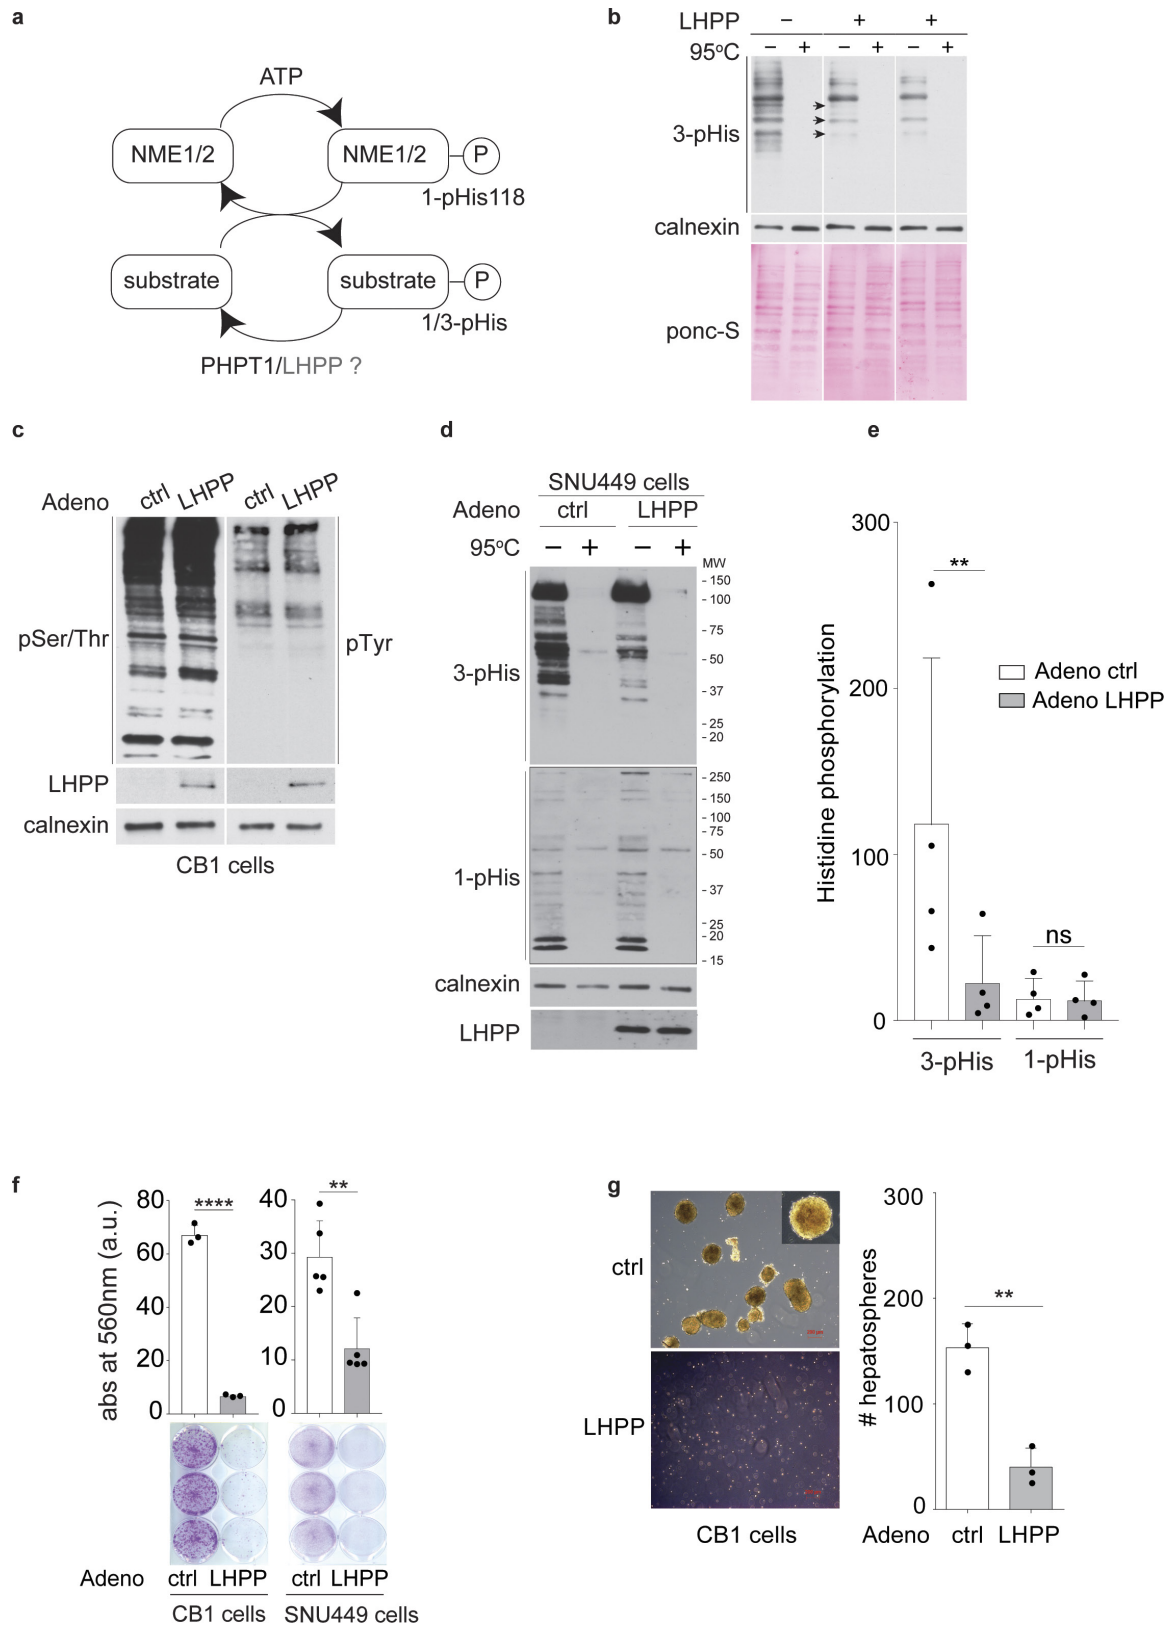 a
ATP
NME1/2
NME1/2
P
1-pHis118
substrate
substrate
P
1/3-pHis
PHPT1/LHPP ?
b
LHPP − + +
95ºC − + − + − +
3-pHis
calnexin
ponc-S
c
Adeno ctrl LHPP ctrl LHPP
pSer/Thr
pTyr
LHPP
calnexin
CB1 cells
d
SNU449 cells
Adeno ctrl LHPP
95ºC − + − +
MW
3-pHis
- 150
- 100
- 75
- 50
- 37
- 25
- 20
1-pHis
- 250
- 150
- 100
- 75
- 50
- 37
- 25
- 20
- 15
calnexin
LHPP
e
Histidine phosphorylation
300
200
100
0
**
ns
Adeno ctrl
Adeno LHPP
3-pHis 1-pHis
f
abs at 560nm (a.u.)
80
60
40
20
0
****
40
30
20
10
0
**
Adeno ctrl LHPP ctrl LHPP
CB1 cells SNU449 cells
g
ctrl
LHPP
CB1 cells
# hepatospheres
300
200
100
0
**
Adeno ctrl LHPP